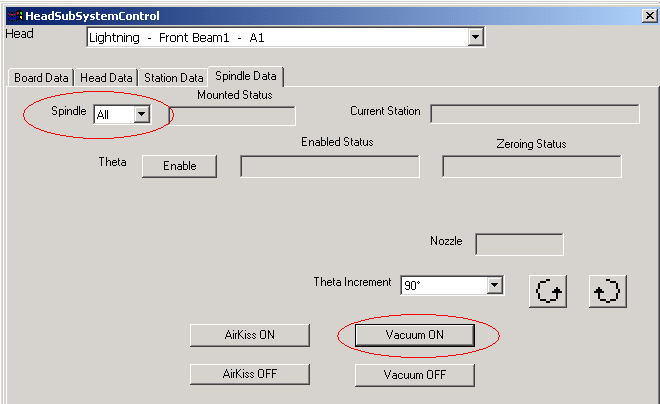 HeadSubSystemControl
Head
Lightning - Front Beam1 - A1
Board Data Head Data Station Data Spindle Data
Mounted Status
Spindle All Current Station
Enabled Status Zeroing Status
Theta Enable
Nozzle
Theta Increment 90°
AirKiss ON Vacuum ON
AirKiss OFF Vacuum OFF